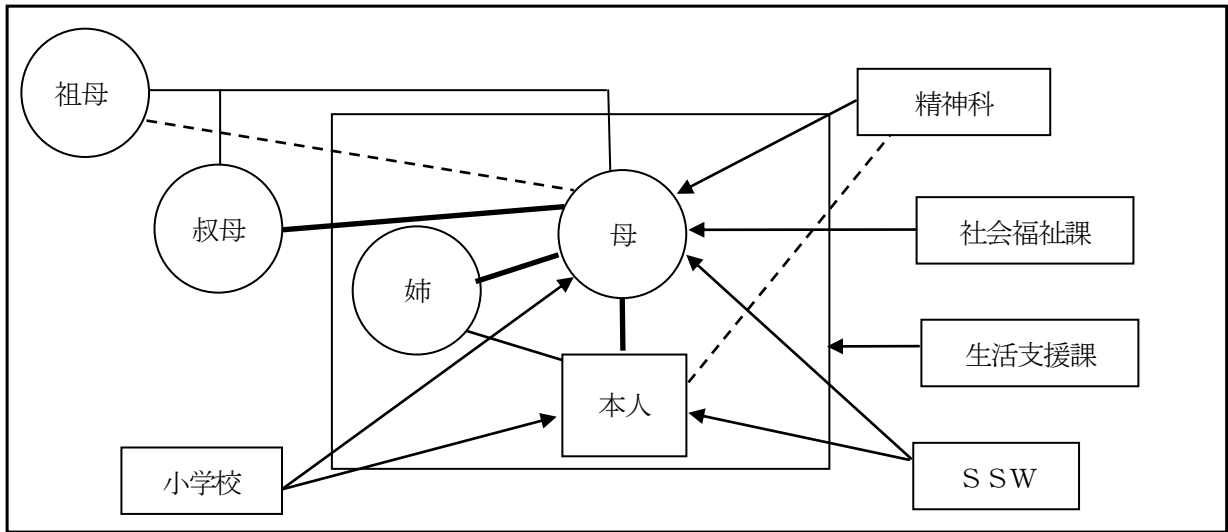 祖母
精神科
叔母
母
社会福祉課
姉
生活支援課
本人
小学校
ＳＳＷ